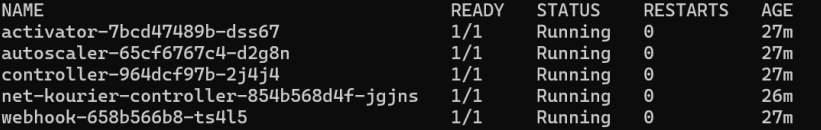 NAME READY STATUS RESTARTS AGE
activator-7bcd47489b-dss67 1/1 Running 0 27m
autoscaler-65cf6767c4-d2g8n 1/1 Running 0 27m
controller-964dcf97b-2j4j4 1/1 Running 0 27m
net-kourier-controller-854b568d4f-jgjns 1/1 Running 0 26m
webhook-658b566b8-ts4l5 1/1 Running 0 27m